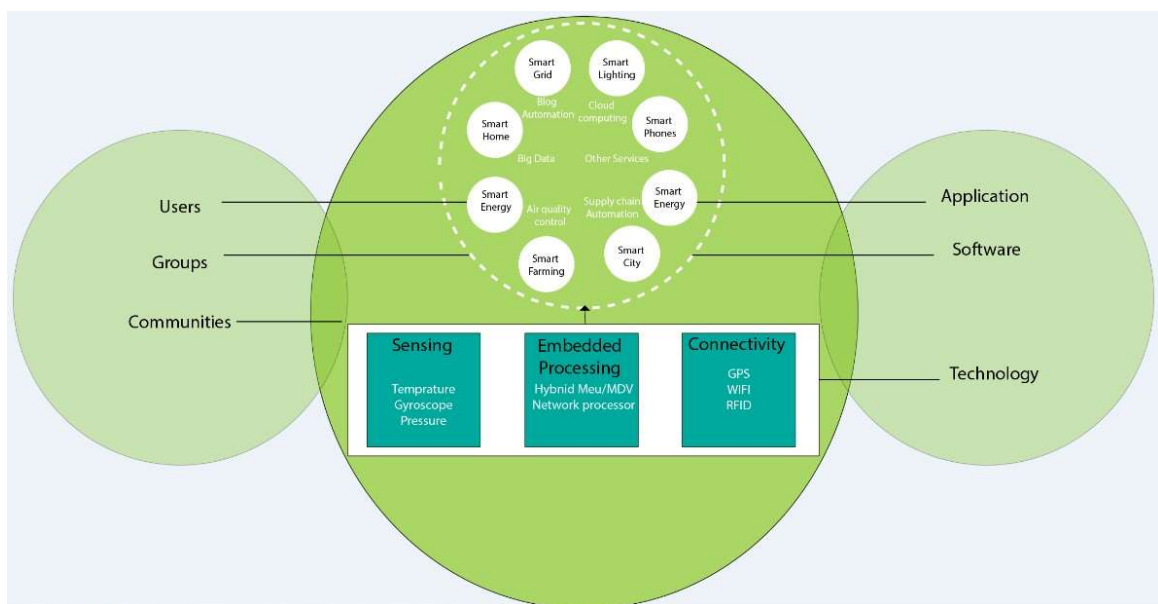 Smart
Grid
Smart
Lighting
Blog
Automation
Cloud
computing
Smart
Home
Smart
Phones
Big Data
Other Services
Smart
Energy
Smart
Energy
Air quality
control
Supply chain
Automation
Smart
Farming
Smart
City
Users
Groups
Communities
Application
Software
Technology
Sensing
Temprature
Gyroscope
Pressure
Embedded
Processing
Hybnid Meu/MDV
Network processor
Connectivity
GPS
WIFI
RFID